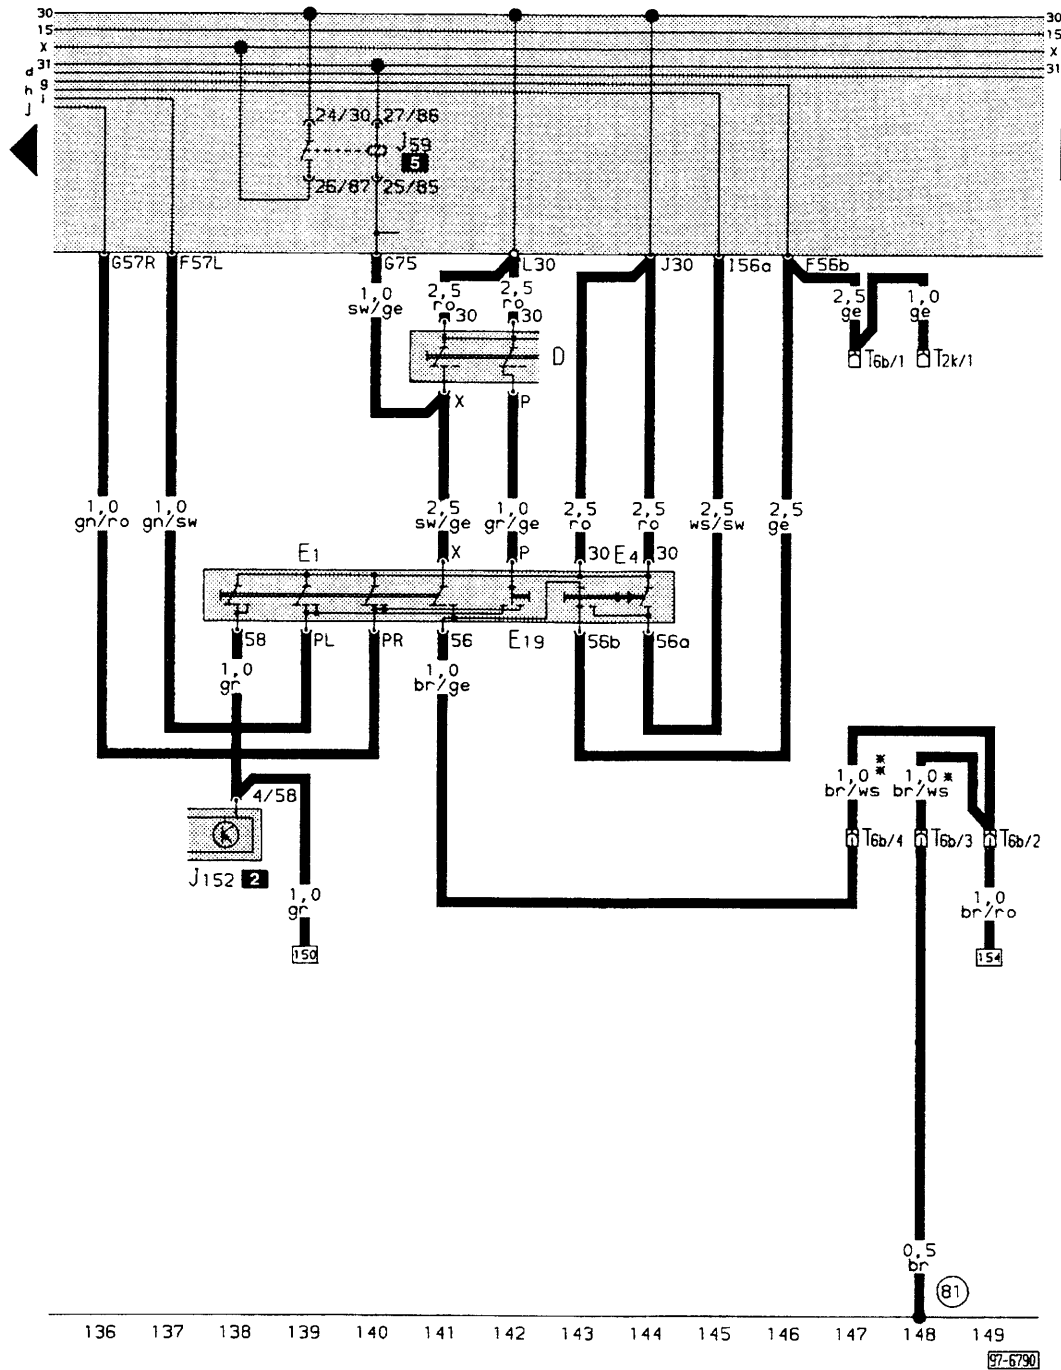 30 30
15 15
X X
31 31
d
g
h
i
j
24/30 27/86
J59
5
26/87 25/85
G57R F57L G75 L30 J30 I56a F56b
1,0 sw/ge
2,5 ro 30
2,5 ro 30
2,5 ge
1,0 ge
D
T6b/1 T2k/1
X P
1,0 gn/ro
1,0 gn/sw
2,5 sw/ge
1,0 gr/ge
2,5 ro
2,5 ro
2,5 ws/sw
2,5 ge
E1 X P 30 E4 30
58 PL PR 56 E19 56b 56a
1,0 gr
1,0 br/ge
1,0 ** br/ws
1,0 * br/ws
4/58
T6b/4 T6b/3 T6b/2
J152 2
1,0 gr
1,0 br/ro
150 154
0,5 br
81
136 137 138 139 140 141 142 143 144 145 146 147 148 149
97-6790